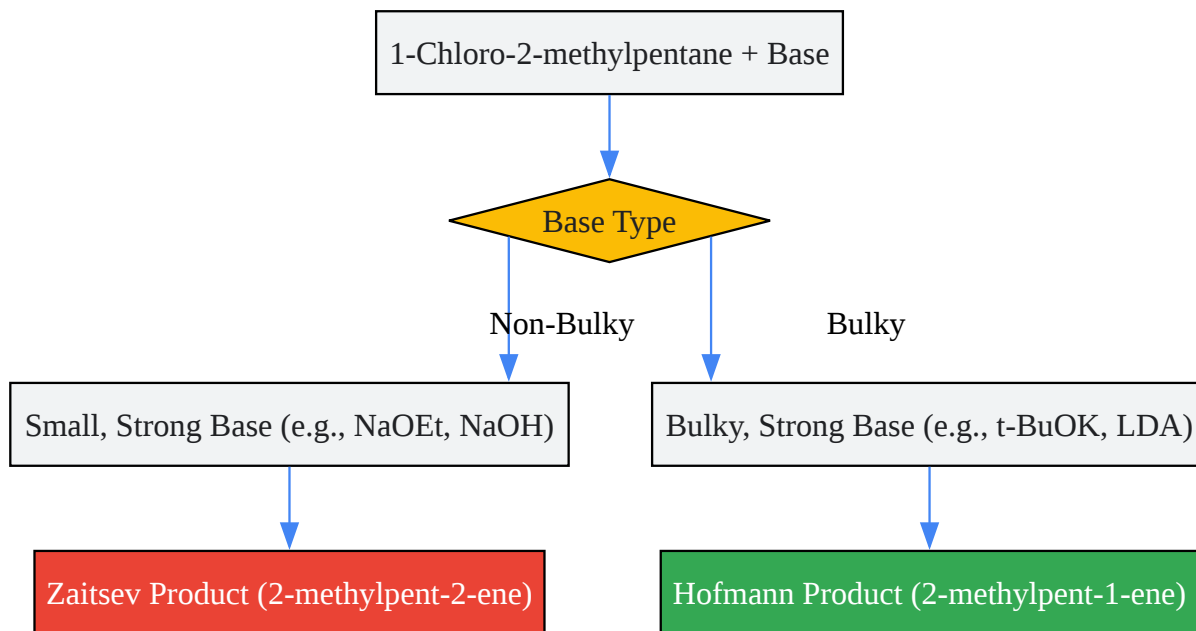 1-Chloro-2-methylpentane + Base
Base Type
Non-Bulky
Bulky
Small, Strong Base (e.g., NaOEt, NaOH)
Bulky, Strong Base (e.g., t-BuOK, LDA)
Zaitsev Product (2-methylpent-2-ene)
Hofmann Product (2-methylpent-1-ene)